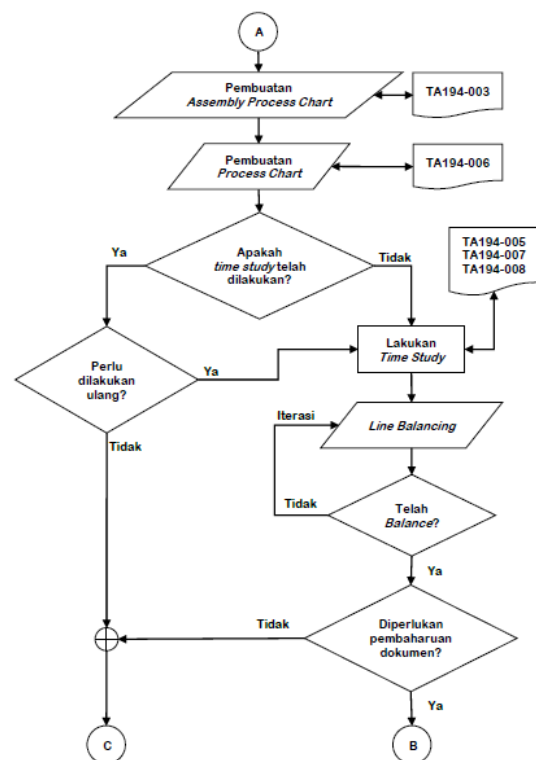 A
Pembuatan
Assembly Process Chart
TA194-003
Pembuatan
Process Chart
TA194-006
Ya
Apakah
time study telah
dilakukan?
Tidak
TA194-005
TA194-007
TA194-008
Perlu
dilakukan
ulang?
Ya
Lakukan
Time Study
Iterasi
Line Balancing
Tidak
Tidak
Telah
Balance?
Ya
Tidak
Diperlukan
pembaharuan
dokumen?
Ya
C
B